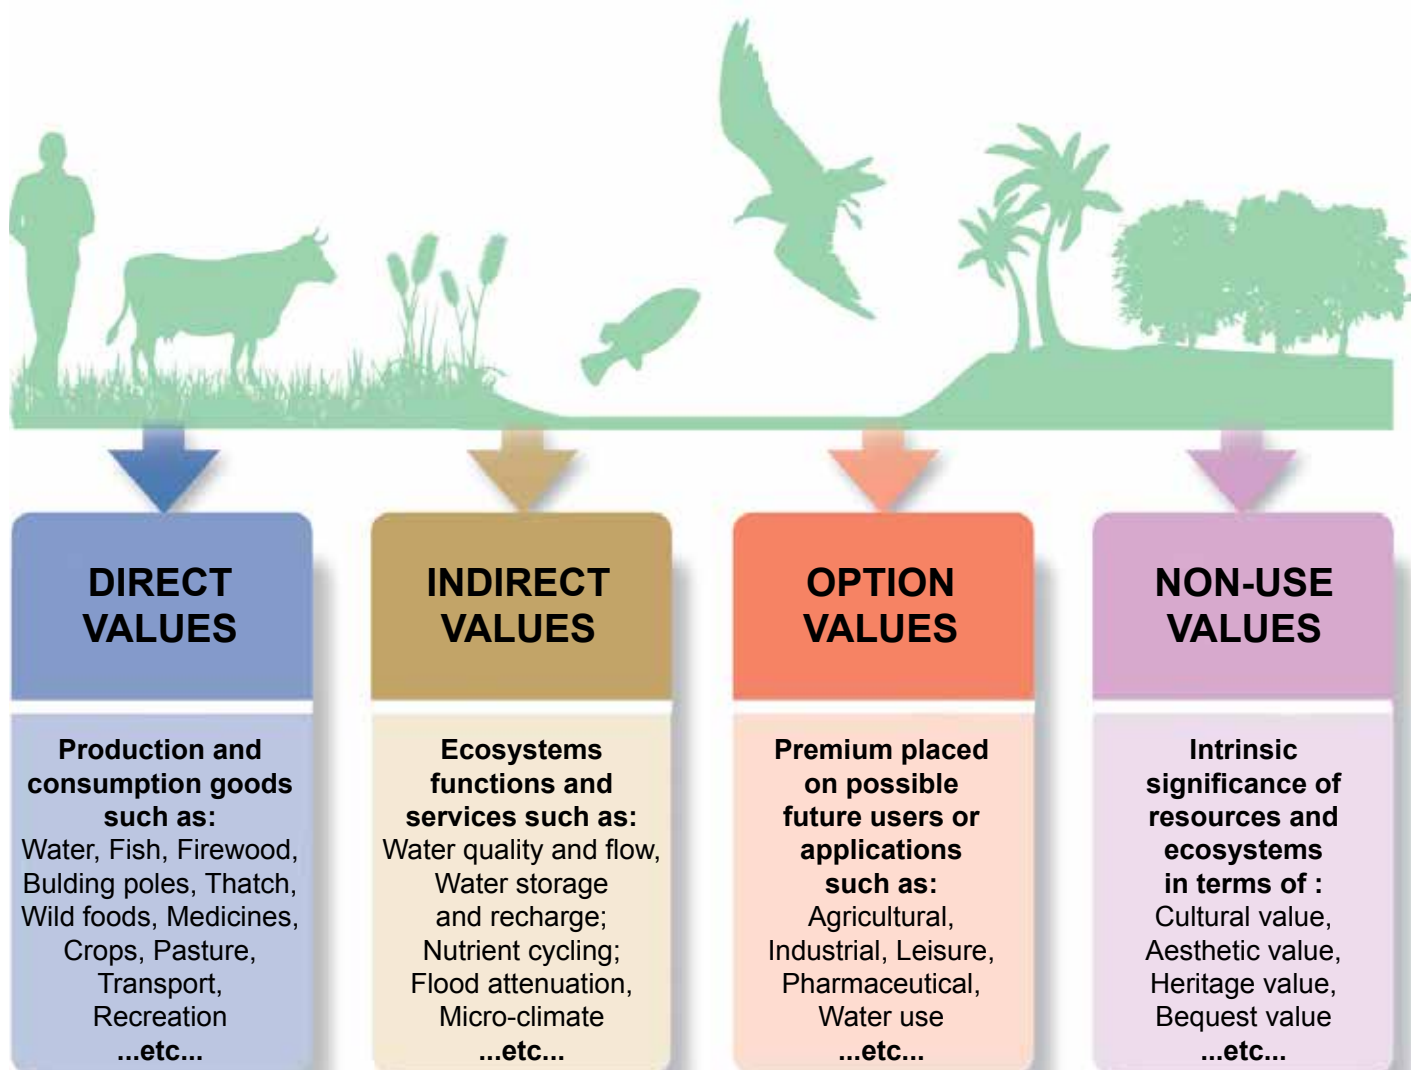 DIRECT
VALUES
Production and
consumption goods
such as:
Water, Fish, Firewood,
Bulding poles, Thatch,
Wild foods, Medicines,
Crops, Pasture,
Transport,
Recreation
...etc...
INDIRECT
VALUES
Ecosystems
functions and
services such as:
Water quality and flow,
Water storage
and recharge;
Nutrient cycling;
Flood attenuation,
Micro-climate
...etc...
OPTION
VALUES
Premium placed
on possible
future users or
applications
such as:
Agricultural,
Industrial, Leisure,
Pharmaceutical,
Water use
...etc...
NON-USE
VALUES
Intrinsic
significance of
resources and
ecosystems
in terms of :
Cultural value,
Aesthetic value,
Heritage value,
Bequest value
...etc...